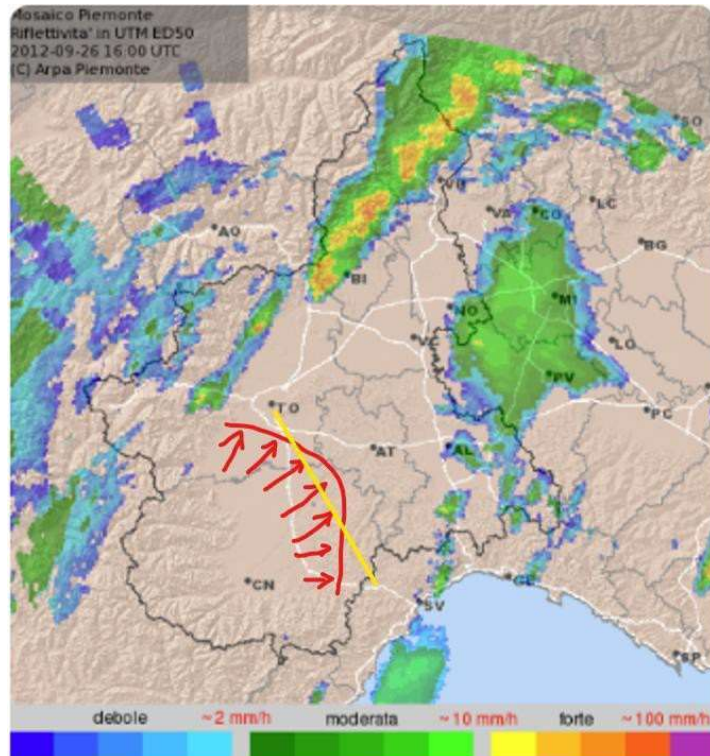 Mosaico Piemonte
Riflettivita' in UTM ED50
2012-09-26 16:00 UTC
(C) Arpa Piemonte
SO
VB
LC
VA
CO
AO
BG
BI
MI
NO
VC
LO
PV
TO
PC
AT
AL
CN
GE
SV
SP
debole ~2 mm/h moderata ~10 mm/h forte ~100 mm/h